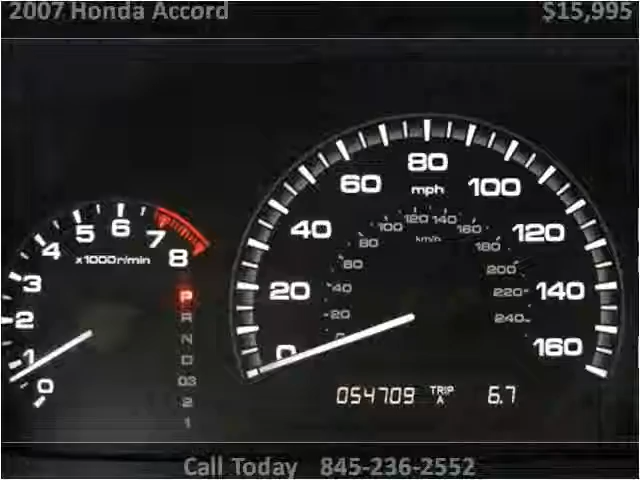 2007 Honda Accord $15,995
80
60 mph 100
120 140
100 160
40 80 km/h 180 120
5 6 7
4 x1000r/min 8
60 200
3 P 20 40 220 140
2 R 20 240
N 0 0 160
1 D
0 D3 054709 TRIP A 6.7
2
1
Call Today 845-236-2552